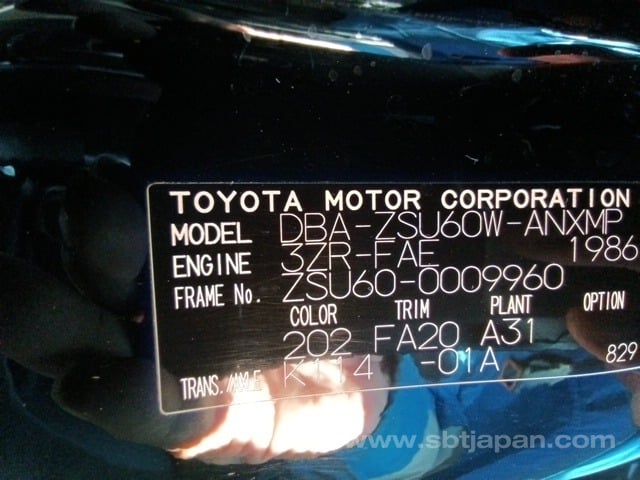 TOYOTA MOTOR CORPORATION
MODEL DBA-ZSU60W-ANXMP
ENGINE 3ZR-FAE 1986
FRAME No. ZSU60-0009960
COLOR TRIM PLANT OPTION
202 FA20 A31
TRANS./AXLE K114 -01A 829
www.sbtjapan.com